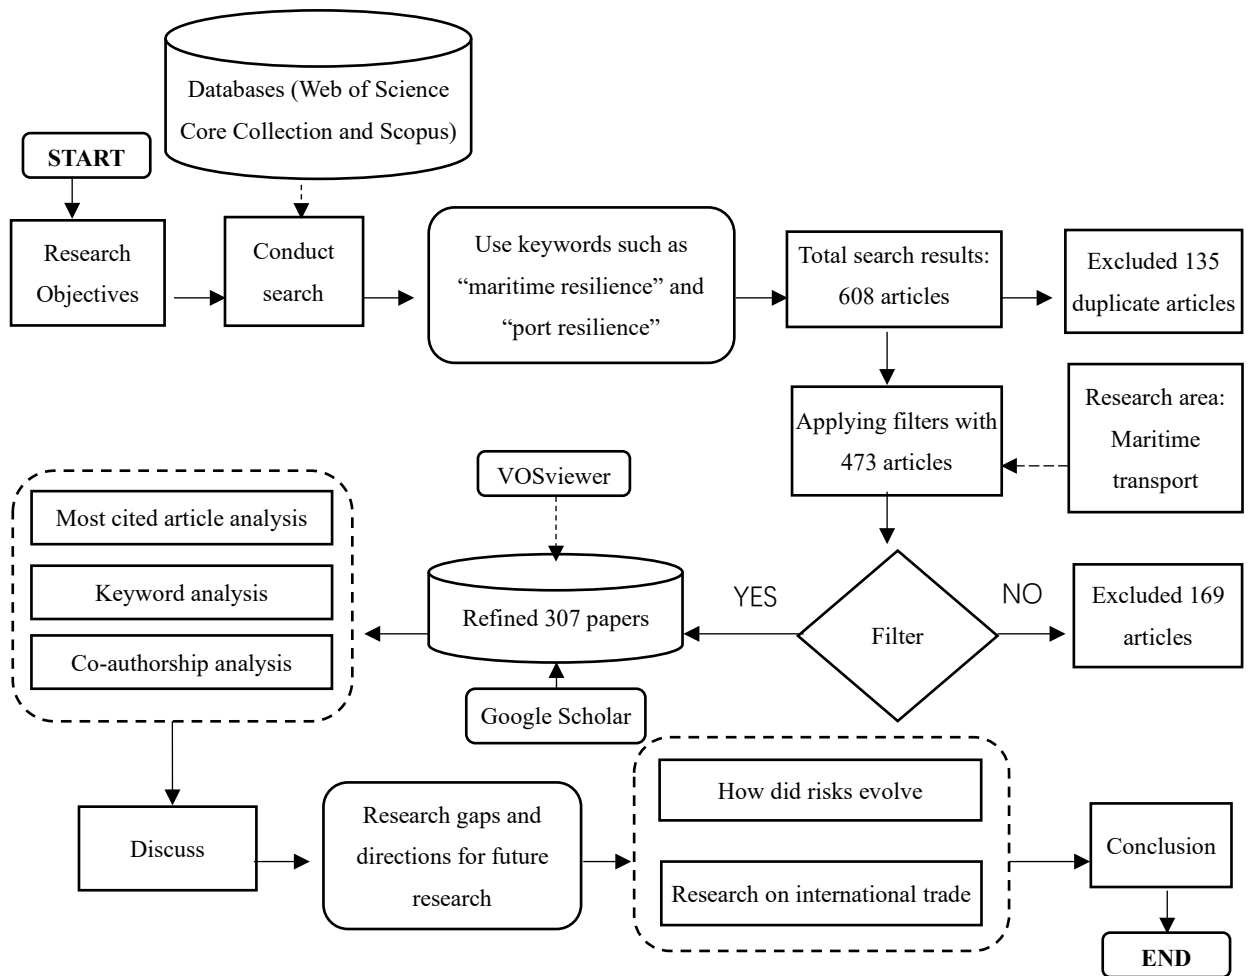 Databases (Web of Science
Core Collection and Scopus)
START
Research
Objectives
Conduct
search
Use keywords such as
“maritime resilience” and
“port resilience”
Total search results:
608 articles
Excluded 135
duplicate articles
Applying filters with
473 articles
Research area:
Maritime
transport
Filter
NO
Excluded 169
articles
YES
VOSviewer
Refined 307 papers
Google Scholar
Most cited article analysis
Keyword analysis
Co-authorship analysis
Discuss
Research gaps and
directions for future
research
How did risks evolve
Research on international trade
Conclusion
END